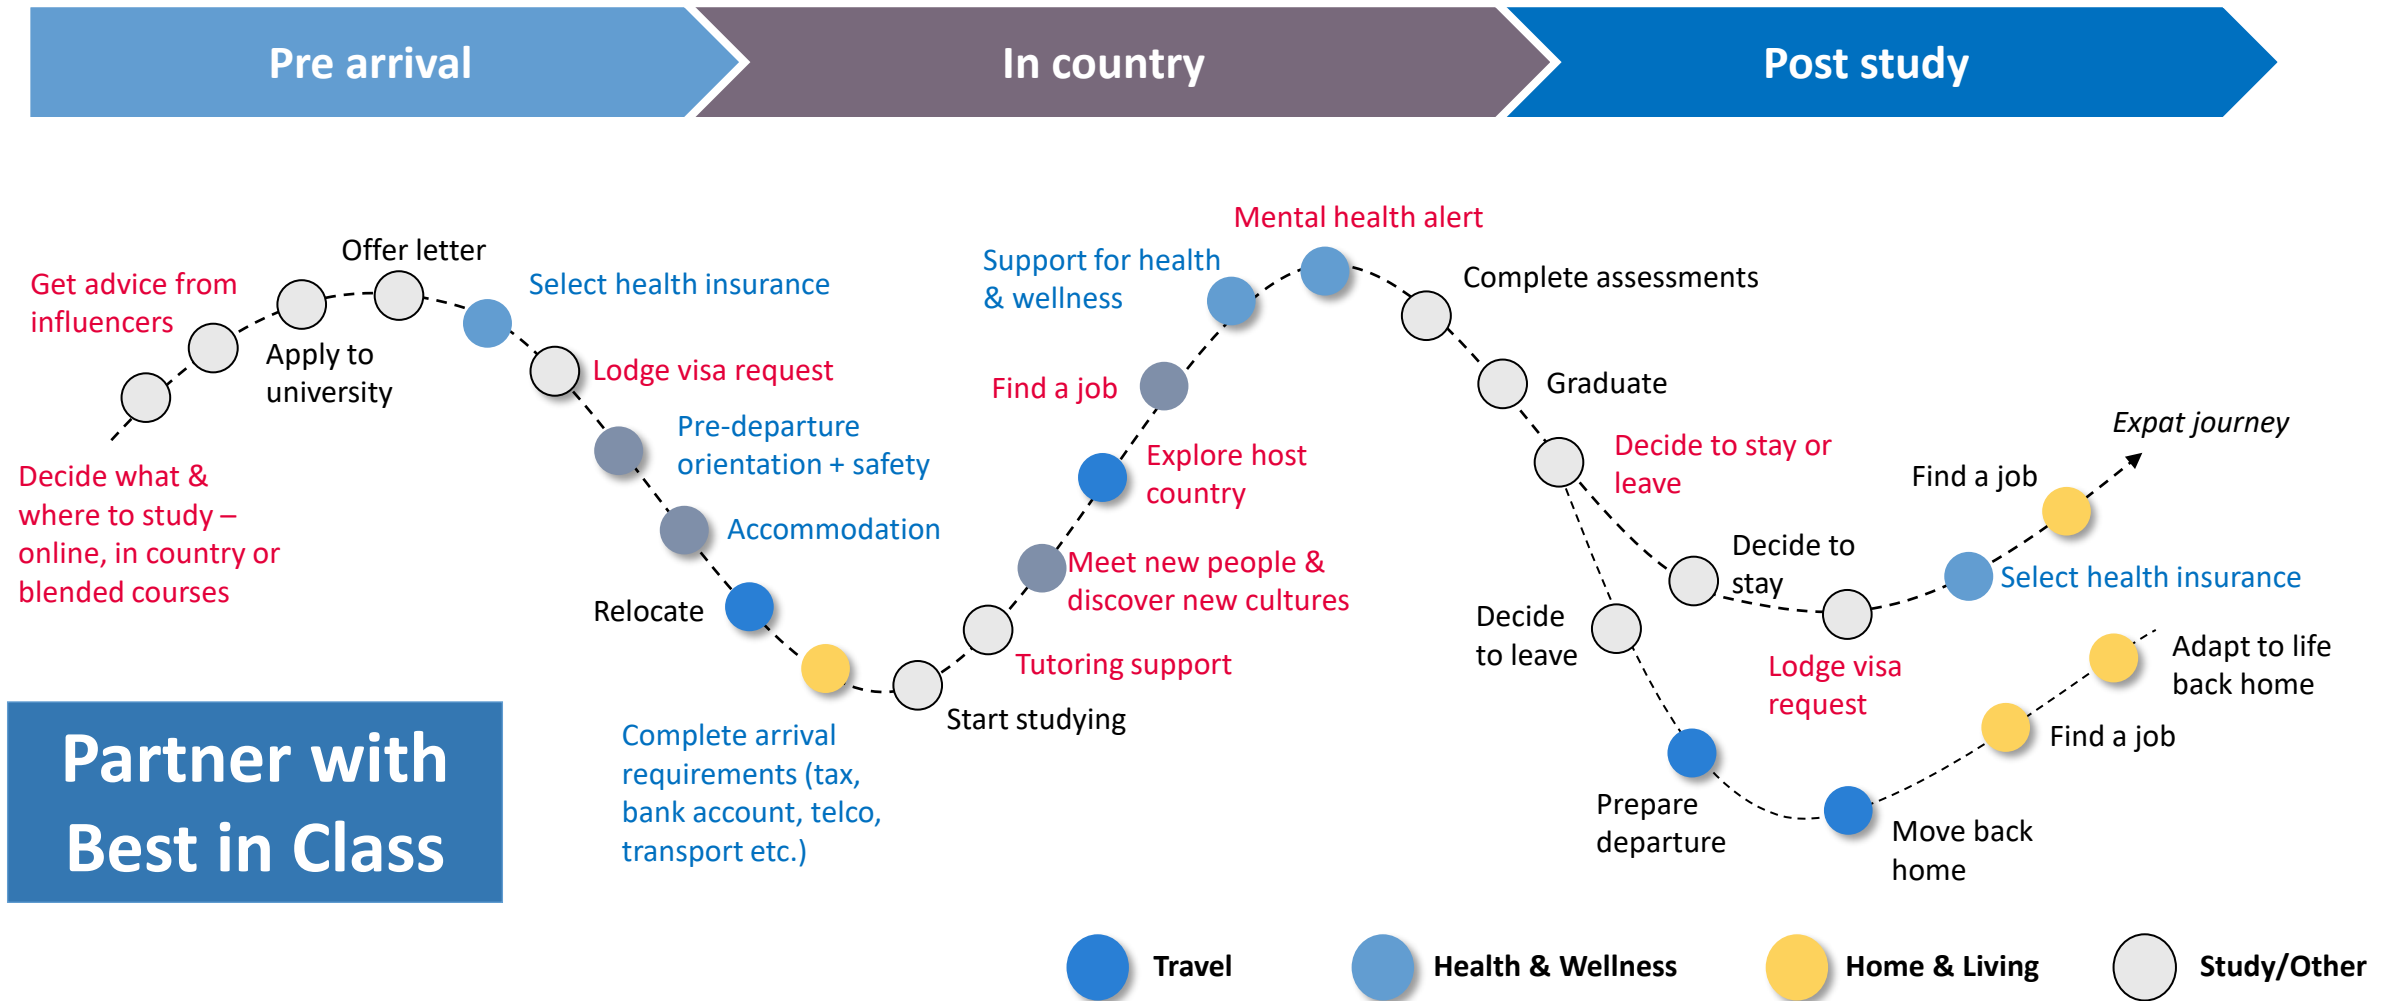 Pre arrival
In country
Post study
Get advice from
influencers
Offer letter
Apply to
university
Select health insurance
Lodge visa request
Decide what &
where to study –
online, in country or
blended courses
Pre-departure
orientation + safety
Accommodation
Relocate
Complete arrival
requirements (tax,
bank account, telco,
transport etc.)
Start studying
Tutoring support
Meet new people &
discover new cultures
Explore host
country
Find a job
Support for health
& wellness
Mental health alert
Complete assessments
Graduate
Decide to stay or
leave
Decide to
stay
Lodge visa
request
Select health insurance
Find a job
Expat journey
Decide
to leave
Prepare
departure
Move back
home
Find a job
Adapt to life
back home
Partner with
Best in Class
Travel
Health & Wellness
Home & Living
Study/Other